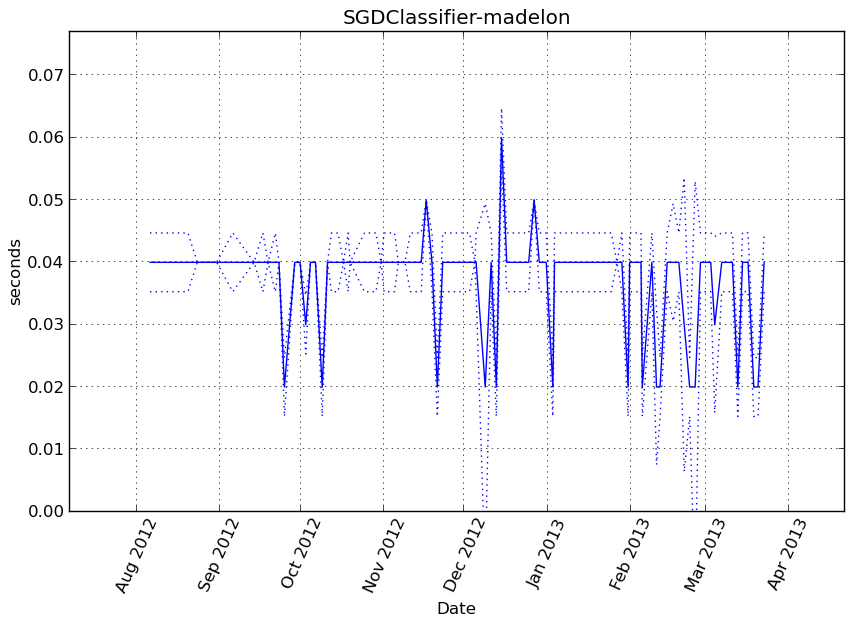 SGDClassifier-madelon
0.07
0.06
0.05
0.04
0.03
0.02
0.01
0.00
seconds
Aug 2012
Sep 2012
Oct 2012
Nov 2012
Dec 2012
Jan 2013
Feb 2013
Mar 2013
Apr 2013
Date